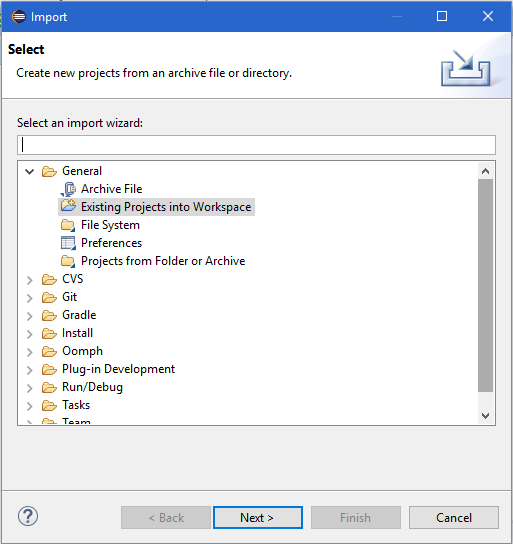 Import
Select
Create new projects from an archive file or directory.
Select an import wizard:
General
Archive File
Existing Projects into Workspace
File System
Preferences
Projects from Folder or Archive
CVS
Git
Gradle
Install
Oomph
Plug-in Development
Run/Debug
Tasks
Team
? < Back Next > Finish Cancel